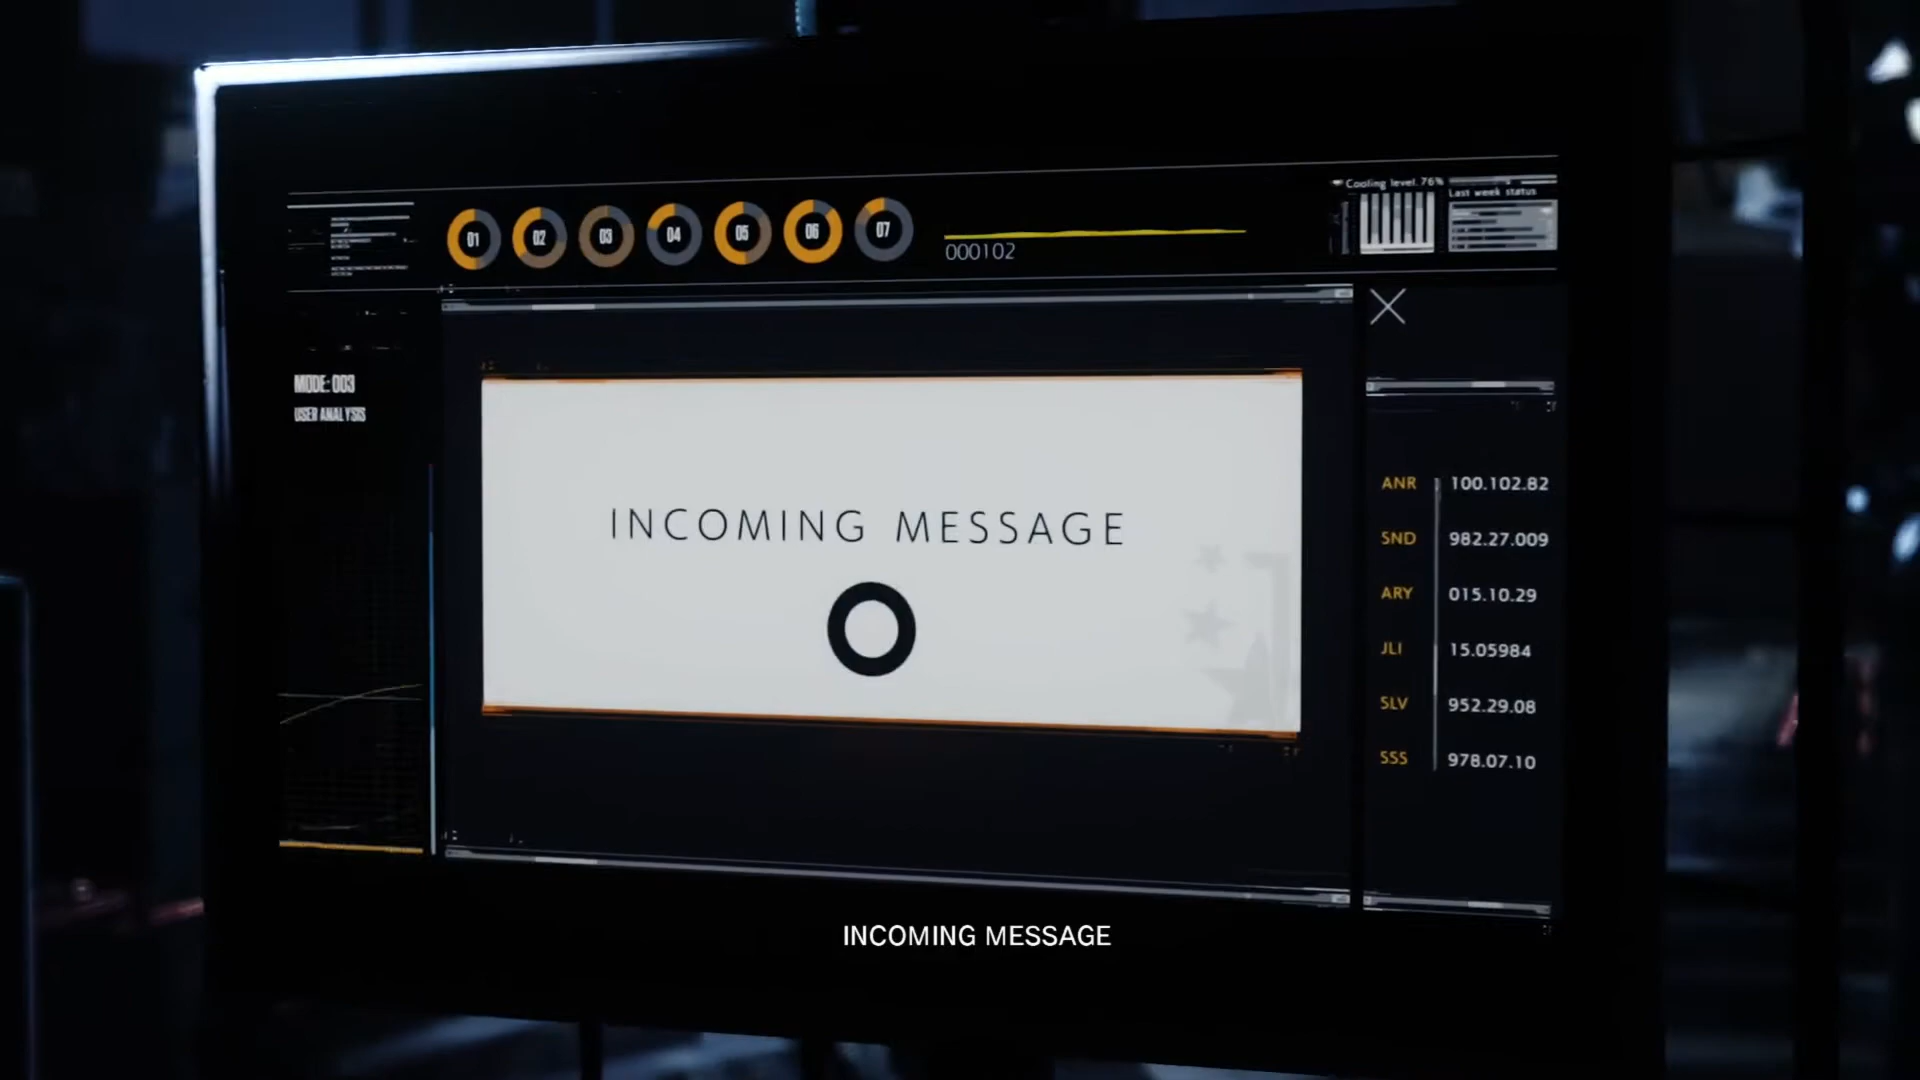 Cooling level. 76%
Last week status
01 02 03 04 05 06 07
000102
MODE: 003
USER ANALYSIS
INCOMING MESSAGE
ANR 100.102.82
SND 982.27.009
ARY 015.10.29
JLI 15.05984
SLV 952.29.08
SSS 978.07.10
INCOMING MESSAGE